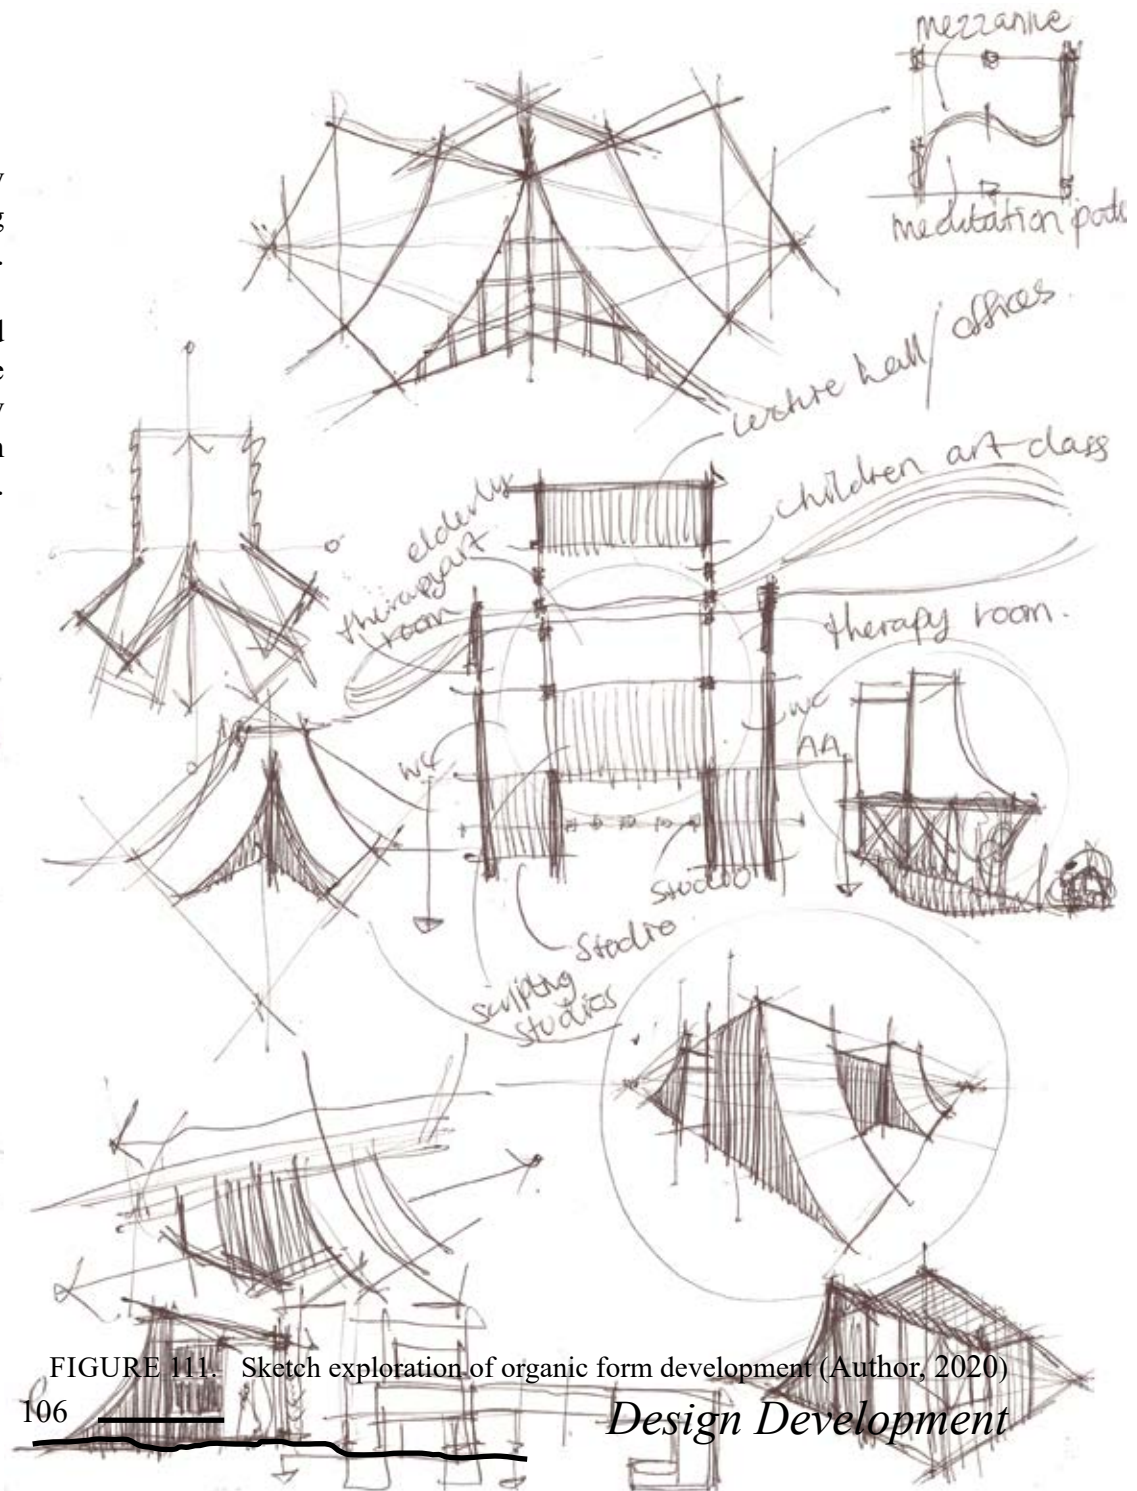 mezzanine
meditation
y
g
.
d
e
y
n
.
lecture hall / offices
children art class
elderly
therapy art
room
therapy room.
wc
wc
AA
studio
studio
sculpting
studios
FIGURE 111. Sketch exploration of organic form development (Author, 2020)
106
Design Development